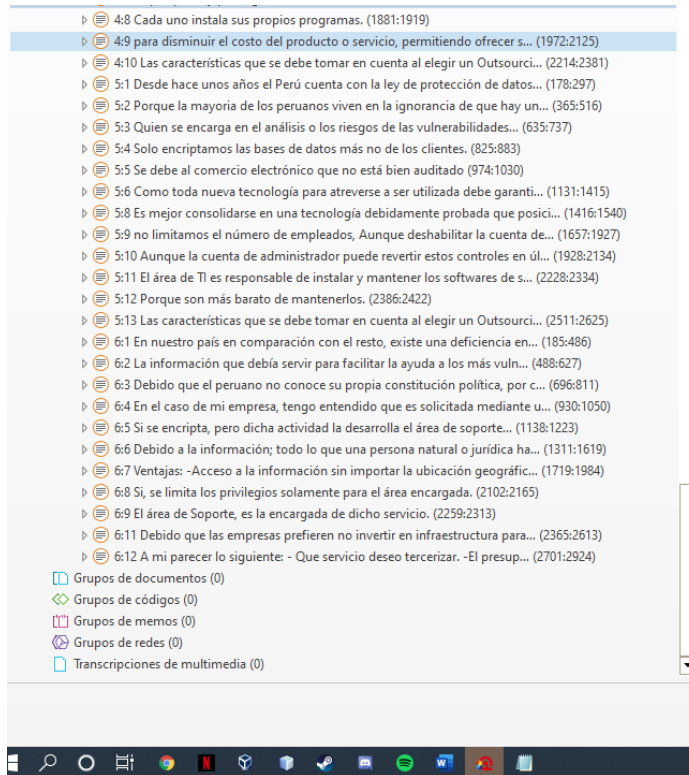 4:8 Cada uno instala sus propios programas. (1881:1919)
4:9 para disminuir el costo del producto o servicio, permitiendo ofrecer s... (1972:2125)
4:10 Las características que se debe tomar en cuenta al elegir un Outsourci... (2214:2381)
5:1 Desde hace unos años el Perú cuenta con la ley de protección de datos... (178:297)
5:2 Porque la mayoria de los peruanos viven en la ignorancia de que hay un... (365:516)
5:3 Quien se encarga en el análisis o los riesgos de las vulnerabilidades... (635:737)
5:4 Solo encriptamos las bases de datos más no de los clientes. (825:883)
5:5 Se debe al comercio electrónico que no está bien auditado (974:1030)
5:6 Como toda nueva tecnología para atreverse a ser utilizada debe garanti... (1131:1415)
5:8 Es mejor consolidarse en una tecnología debidamente probada que posici... (1416:1540)
5:9 no limitamos el número de empleados, Aunque deshabilitar la cuenta de... (1657:1927)
5:10 Aunque la cuenta de administrador puede revertir estos controles en úl... (1928:2134)
5:11 El área de TI es responsable de instalar y mantener los softwares de s... (2228:2334)
5:12 Porque son más barato de mantenerlos. (2386:2422)
5:13 Las características que se debe tomar en cuenta al elegir un Outsourci... (2511:2625)
6:1 En nuestro país en comparación con el resto, existe una deficiencia en... (185:486)
6:2 La información que debía servir para facilitar la ayuda a los más vuln... (488:627)
6:3 Debido que el peruano no conoce su propia constitución política, por c... (696:811)
6:4 En el caso de mi empresa, tengo entendido que es solicitada mediante u... (930:1050)
6:5 Si se encripta, pero dicha actividad la desarrolla el área de soporte... (1138:1223)
6:6 Debido a la información; todo lo que una persona natural o jurídica ha... (1311:1619)
6:7 Ventajas: -Acceso a la información sin importar la ubicación geográfic... (1719:1984)
6:8 Si, se limita los privilegios solamente para el área encargada. (2102:2165)
6:9 El área de Soporte, es la encargada de dicho servicio. (2259:2313)
6:11 Debido que las empresas prefieren no invertir en infraestructura para... (2365:2613)
6:12 A mi parecer lo siguiente: - Que servicio deseo tercerizar. -El presup... (2701:2924)
Grupos de documentos (0)
Grupos de códigos (0)
Grupos de memos (0)
Grupos de redes (0)
Transcripciones de multimedia (0)